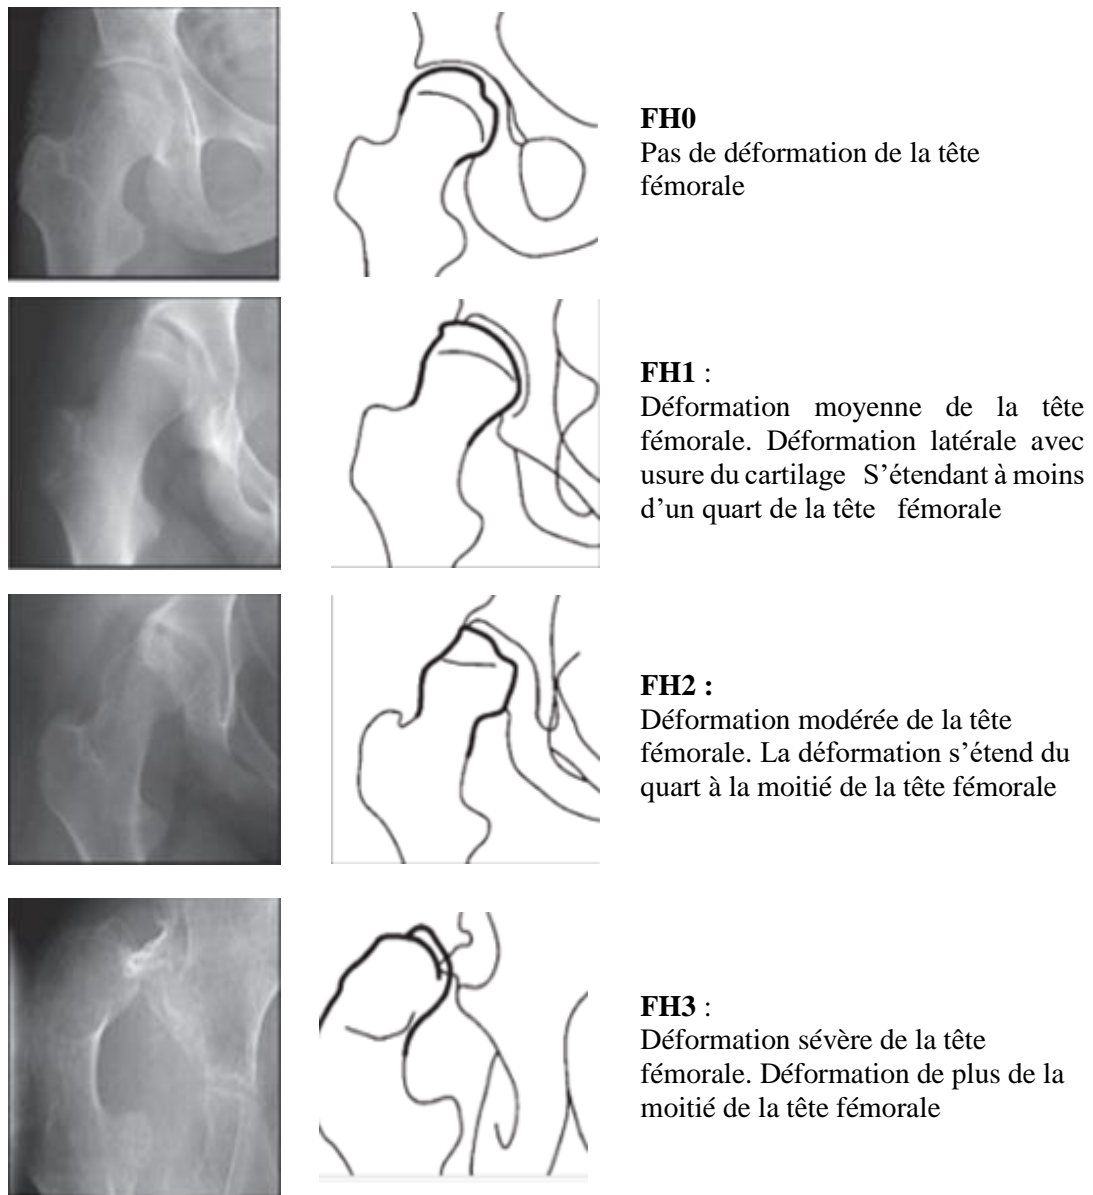 FH0
Pas de déformation de la tête
fémorale
FH1 :
Déformation moyenne de la tête
fémorale. Déformation latérale avec
usure du cartilage S’étendant à moins
d’un quart de la tête fémorale
FH2 :
Déformation modérée de la tête
fémorale. La déformation s’étend du
quart à la moitié de la tête fémorale
FH3 :
Déformation sévère de la tête
fémorale. Déformation de plus de la
moitié de la tête fémorale